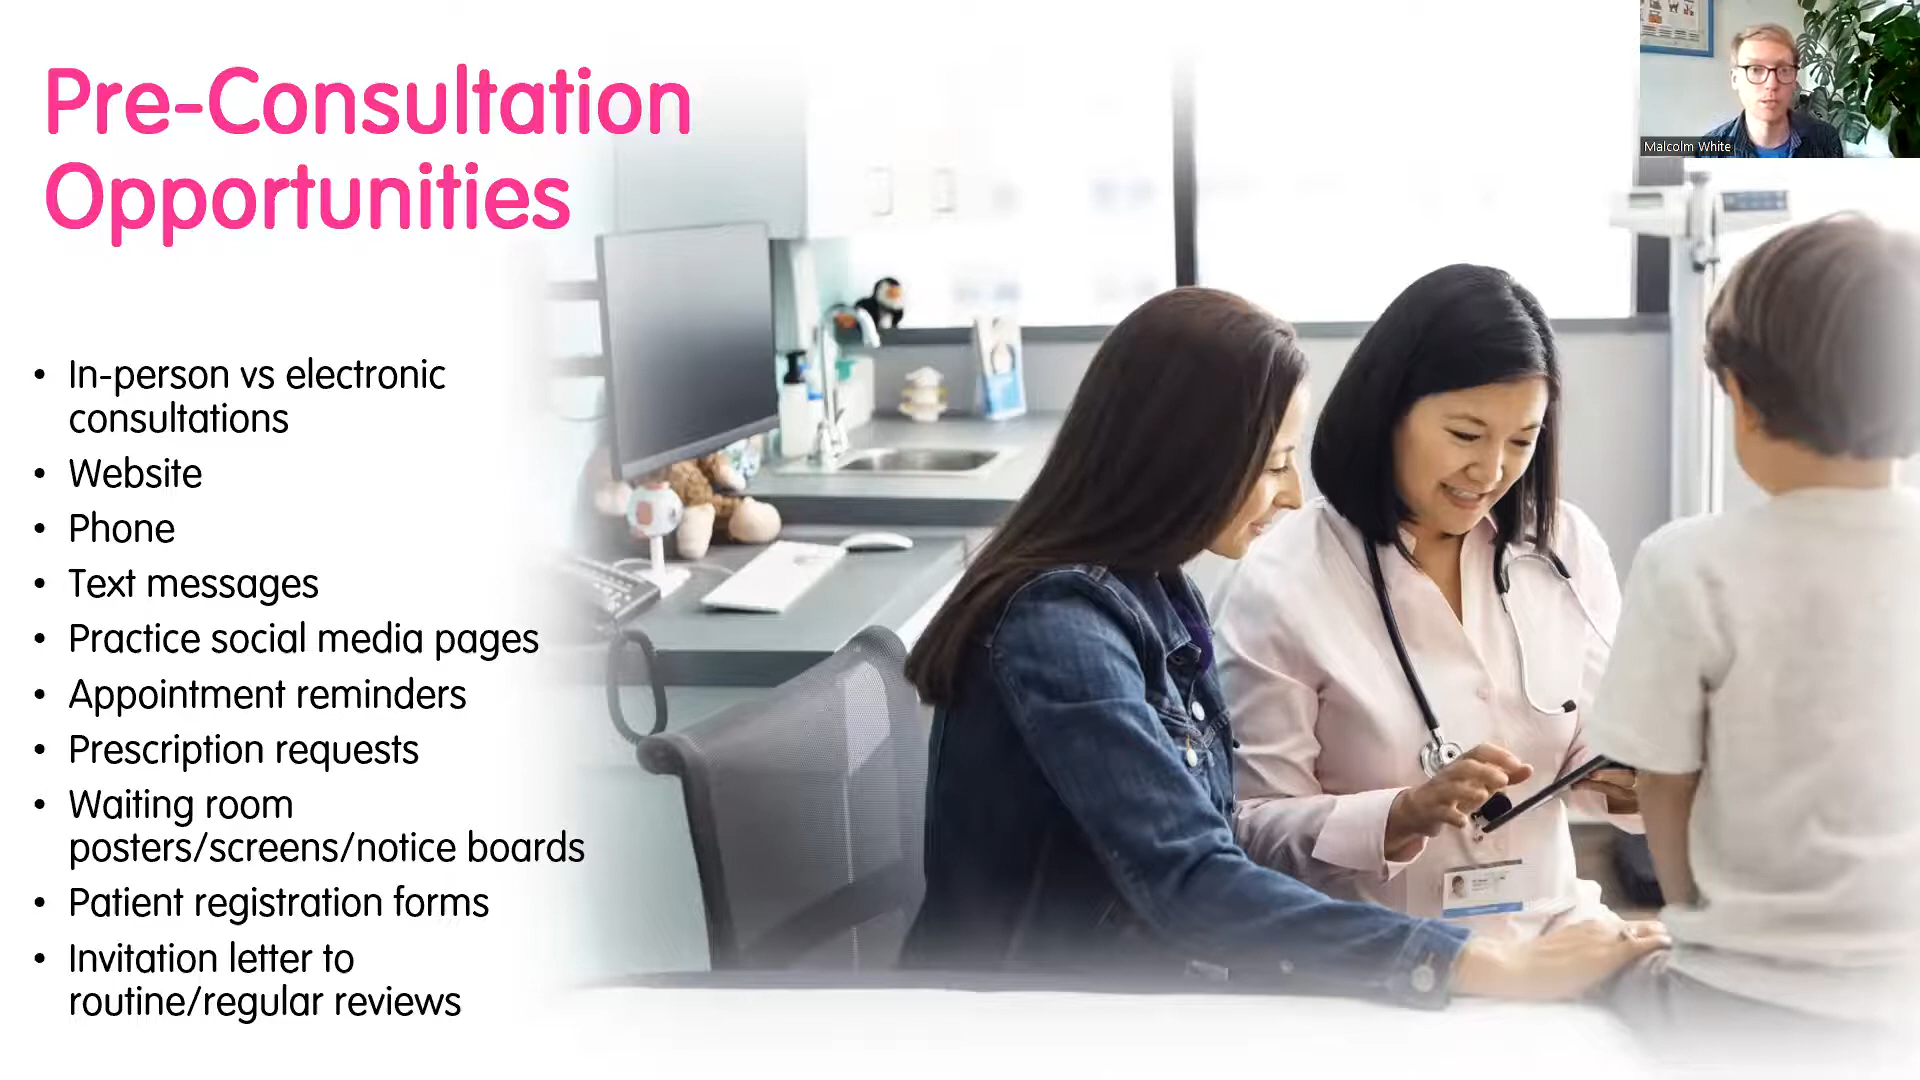 Pre-Consultation
Opportunities
Malcolm White
• In-person vs electronic
consultations
• Website
• Phone
• Text messages
• Practice social media pages
• Appointment reminders
• Prescription requests
• Waiting room
posters/screens/notice boards
• Patient registration forms
• Invitation letter to
routine/regular reviews